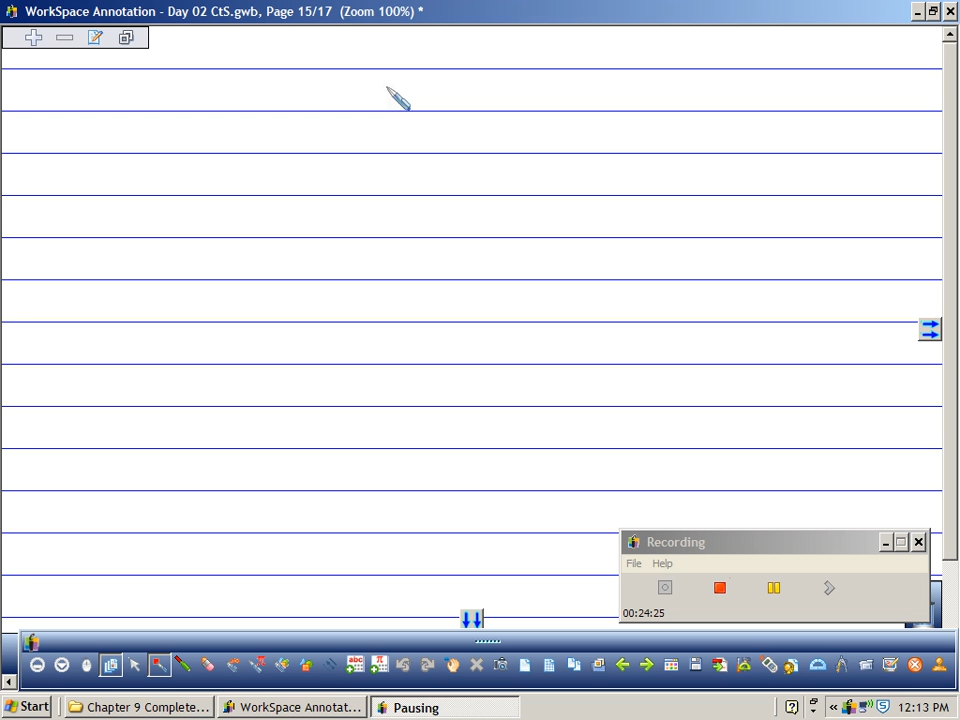 WorkSpace Annotation - Day 02 CtS.gwb, Page 15/17 (Zoom 100%) *
Recording
File Help
00:24:25
abc
Start
Chapter 9 Complete...
WorkSpace Annotat...
Pausing
12:13 PM